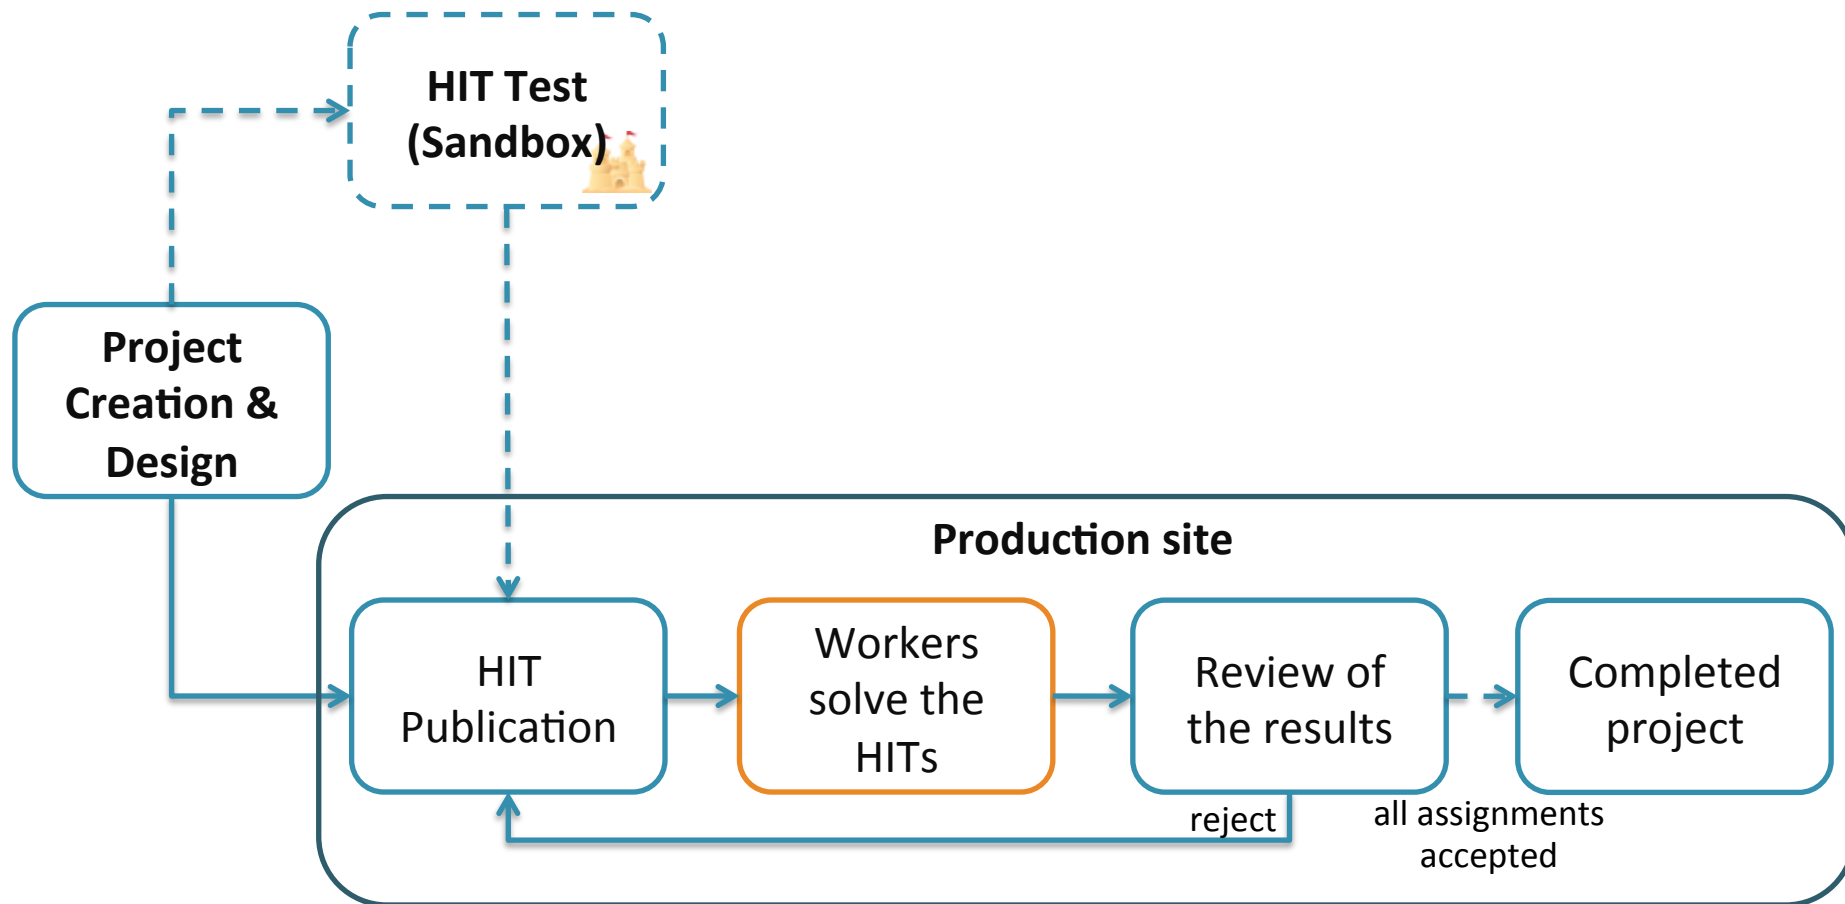 HIT Test
(Sandbox)
Project
Creation &
Design
Production site
HIT
Publication
Workers
solve the
HITs
Review of
the results
Completed
project
reject
all assignments
accepted